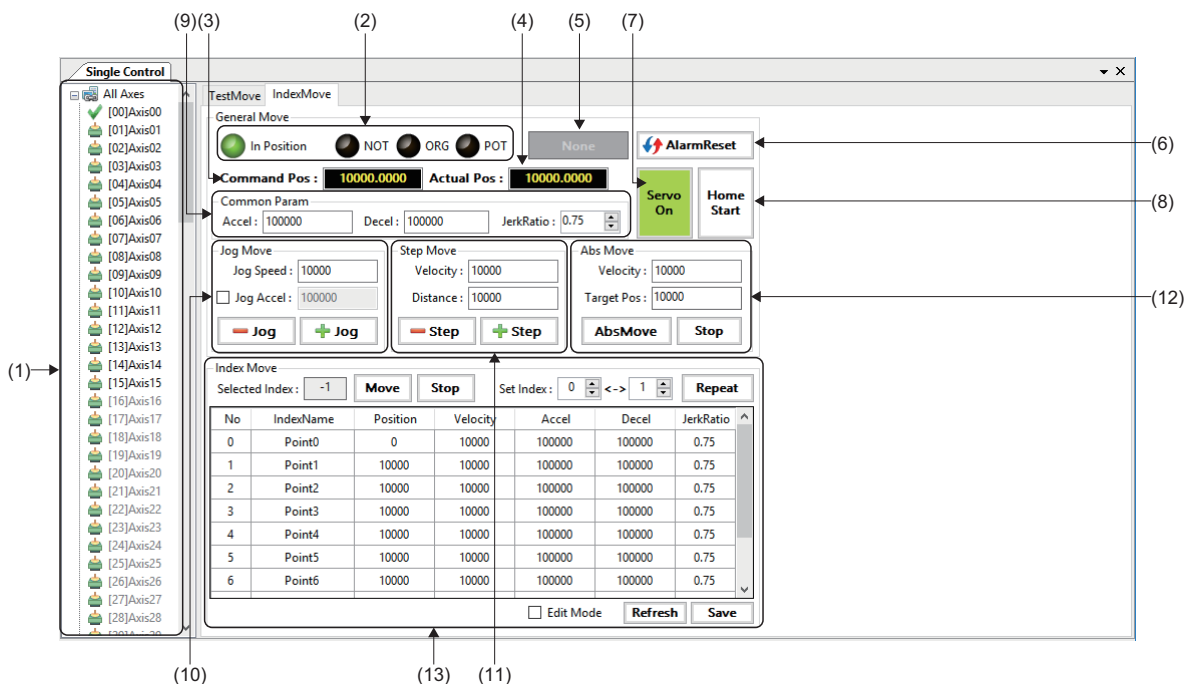 (9)(3) (2) (4) (5) (7)
Single Control
All Axes
[00]Axis00
[01]Axis01
[02]Axis02
[03]Axis03
[04]Axis04
[05]Axis05
[06]Axis06
[07]Axis07
[08]Axis08
[09]Axis09
[10]Axis10
[11]Axis11
[12]Axis12
[13]Axis13
[14]Axis14
[15]Axis15
[16]Axis16
[17]Axis17
[18]Axis18
[19]Axis19
[20]Axis20
[21]Axis21
[22]Axis22
[23]Axis23
[24]Axis24
[25]Axis25
[26]Axis26
[27]Axis27
[28]Axis28
(1)
TestMove IndexMove
General Move
In Position NOT ORG POT None AlarmReset
(6)
Command Pos : 10000.0000 Actual Pos : 10000.0000
Servo On
Home Start
(8)
Common Param
Accel : 100000 Decel : 100000 JerkRatio : 0.75
Jog Move
Jog Speed : 10000
Jog Accel : 100000
Jog Jog
Step Move
Velocity : 10000
Distance : 10000
Step Step
Abs Move
Velocity : 10000
Target Pos : 10000
AbsMove Stop
(12)
Index Move
Selected Index : -1 Move Stop Set Index : 0 <-> 1 Repeat
No IndexName Position Velocity Accel Decel JerkRatio
0 Point0 0 10000 100000 100000 0.75
1 Point1 10000 10000 100000 100000 0.75
2 Point2 10000 10000 100000 100000 0.75
3 Point3 10000 10000 100000 100000 0.75
4 Point4 10000 10000 100000 100000 0.75
5 Point5 10000 10000 100000 100000 0.75
6 Point6 10000 10000 100000 100000 0.75
Edit Mode Refresh Save
(10) (13) (11)